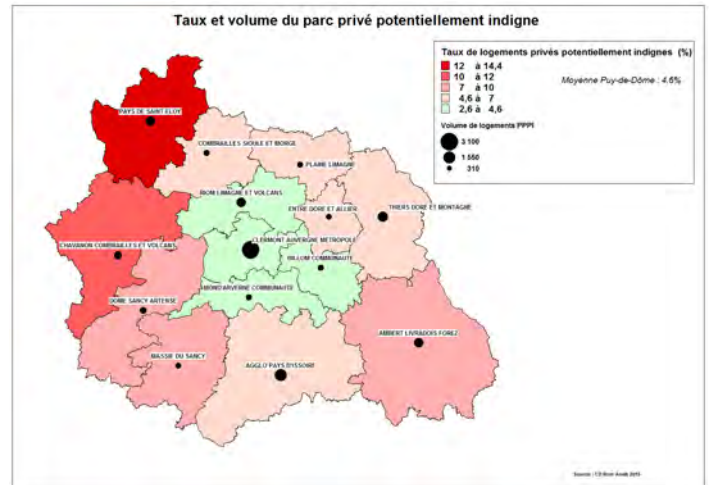 Taux et volume du parc privé potentiellement indigne
Taux de logements privés potentiellement indignes (%)
12 à 14,4
10 à 12
7 à 10
4,6 à 7
2,6 à 4,6
Moyenne Puy-de-Dôme : 4.6%
Volume de logements PPPI
3 100
1 550
310
PAYS DE SAINT ELOY
COMBRAILLES SIOULE ET MORGE
PLAINE LIMAGNE
RIOM LIMAGNE ET VOLCANS
ENTRE DORE ET ALLIER
THIERS DORE ET MONTAGNE
CHAVANON COMBRAILLES ET VOLCANS
CLERMONT AUVERGNE METROPOLE
BILLOM COMMUNAUTE
MOND'ARVERNE COMMUNAUTE
DOME SANCY ARTENSE
AMBERT LIVRADOIS FOREZ
MASSIF DU SANCY
AGGLO PAYS D'ISSOIRE